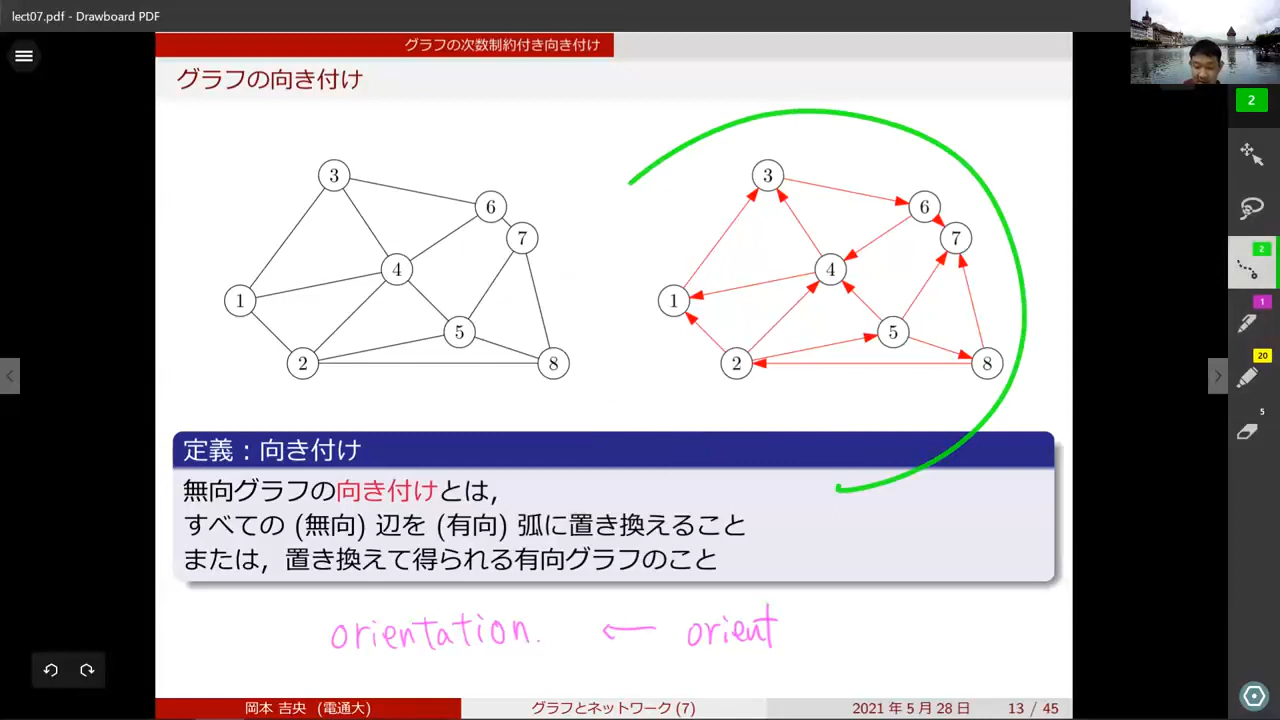 lect07.pdf - Drawboard PDF
グラフの次数制約付き向き付け
グラフの向き付け
3
6
7
4
1
5
2
8
3
6
7
4
1
5
2
8
定義：向き付け
無向グラフの向き付けとは，
すべての (無向) 辺を (有向) 弧に置き換えること
または，置き換えて得られる有向グラフのこと
orientation. ← orient
岡本 吉央 (電通大)
グラフとネットワーク (7)
2021 年 5 月 28 日
13 / 45
2
2
1
20
5